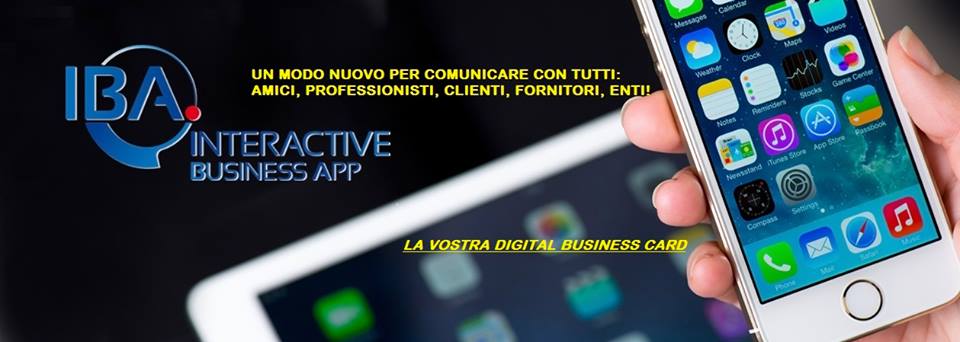 IBA.
INTERACTIVE
BUSINESS APP
UN MODO NUOVO PER COMUNICARE CON TUTTI:
AMICI, PROFESSIONISTI, CLIENTI, FORNITORI, ENTI!
LA VOSTRA DIGITAL BUSINESS CARD
Messages
Calendar
Photos
Camera
Weather
Clock
Maps
Videos
Notes
Reminders
Stocks
Game Center
Newsstand
iTunes Store
App Store
Passbook
Compass
Settings
Phone
Mail
Safari
Music